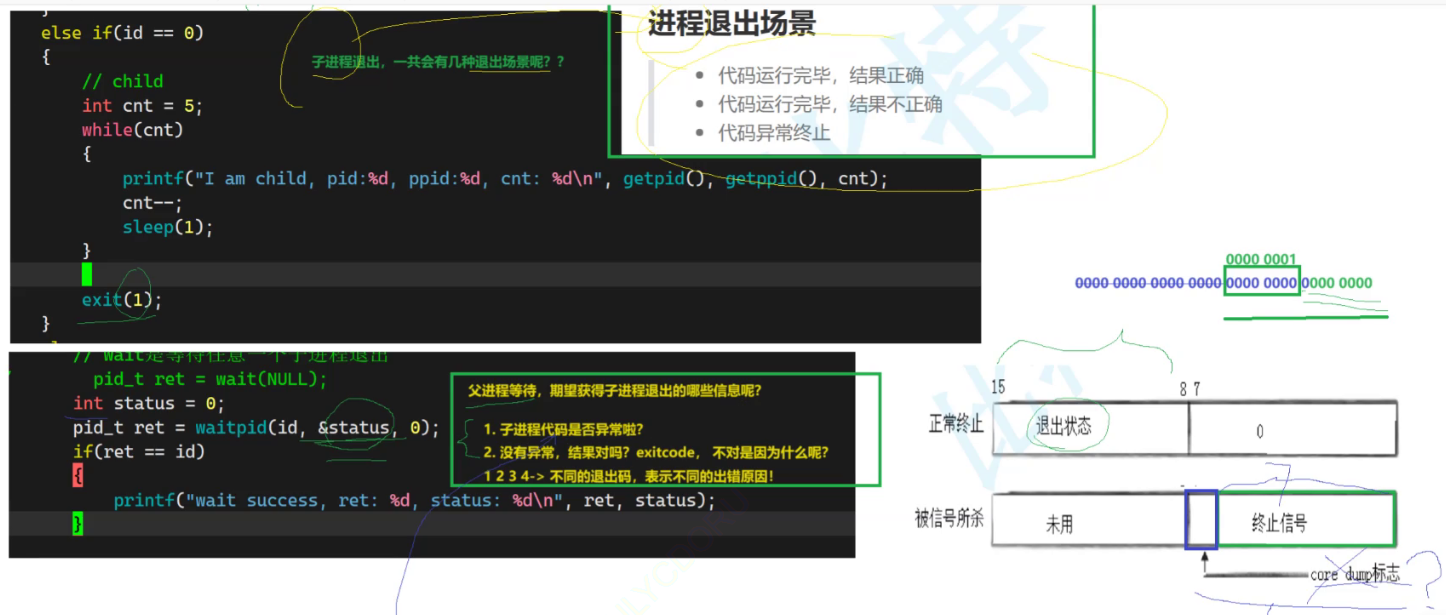 else if(id == 0)
{
子进程退出，一共会有几种退出场景呢？？
// child
int cnt = 5;
while(cnt)
{
printf("I am child, pid:%d, ppid:%d, cnt: %d\n", getpid(), getppid(), cnt);
cnt--;
sleep(1);
}
exit(1);
}
进程退出场景
• 代码运行完毕，结果正确
• 代码运行完毕，结果不正确
• 代码异常终止
0000 0001
0000 0000 0000 0000 0000 0000 0000 0000
// wait是等待任意一个子进程退出
pid_t ret = wait(NULL);
int status = 0;
pid_t ret = waitpid(id, &status, 0);
if(ret == id)
{
printf("wait success, ret: %d, status: %d\n", ret, status);
}
父进程等待，期望获得子进程退出的哪些信息呢？
1. 子进程代码是否异常啦？
2. 没有异常，结果对吗？exitcode， 不对是因为什么呢？
1 2 3 4-> 不同的退出码，表示不同的出错原因！
15 8 7
正常终止 退出状态 0
7
被信号所杀 未用 终止信号
core dump标志 ?